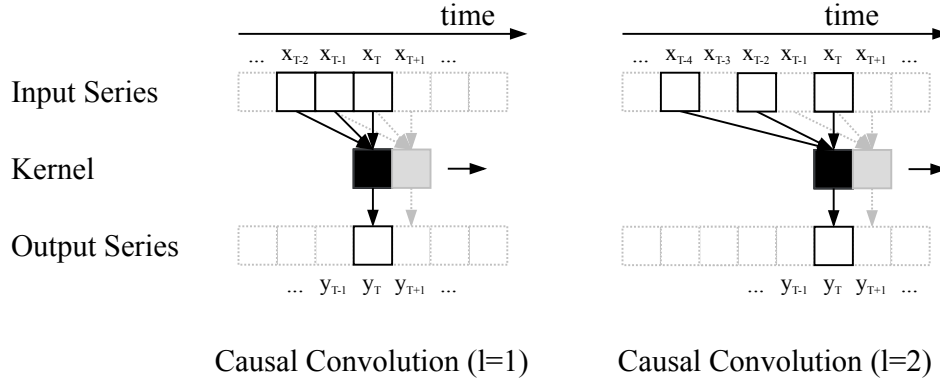 time time
... x_{T-2} x_{T-1} x_T x_{T+1} ... ... x_{T-4} x_{T-3} x_{T-2} x_{T-1} x_T x_{T+1} ...
Input Series
Kernel
Output Series
... y_{T-1} y_T y_{T+1} ... ... y_{T-1} y_T y_{T+1} ...
Causal Convolution (l=1) Causal Convolution (l=2)